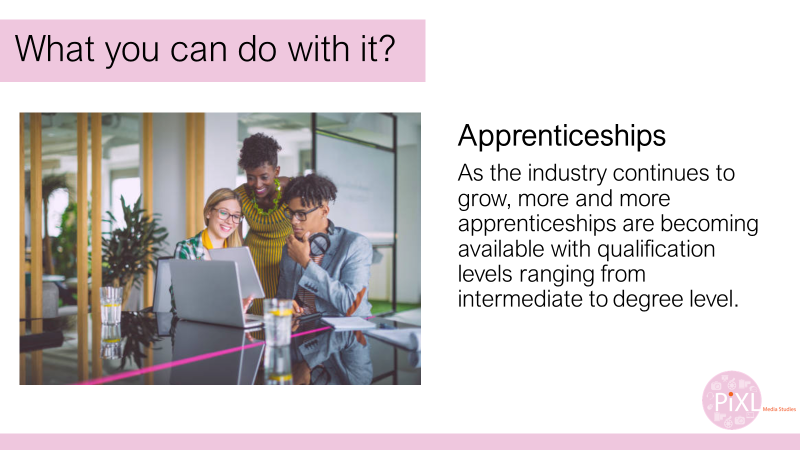 What you can do with it?
Apprenticeships
As the industry continues to
grow, more and more
apprenticeships are becoming
available with qualification
levels ranging from
intermediate to degree level.
PiXL
Media Studies